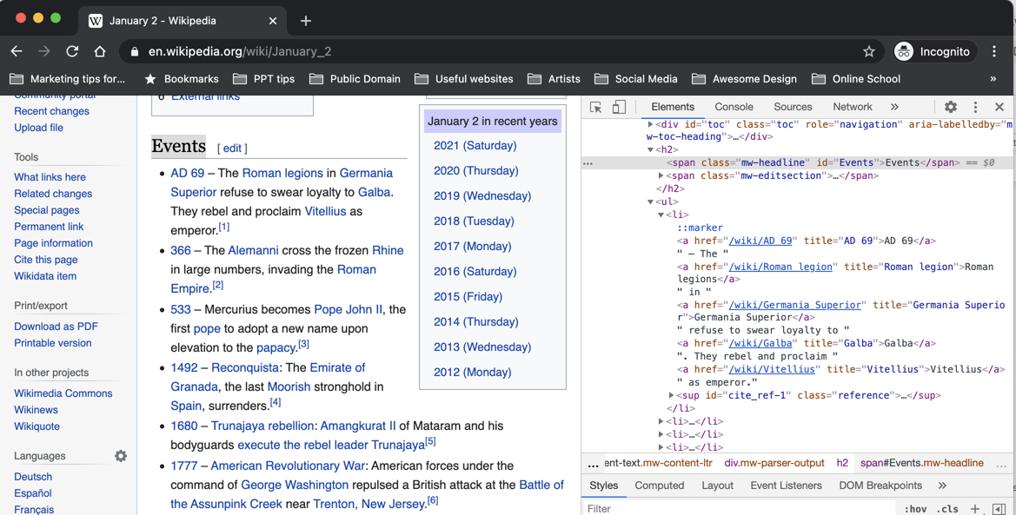 January 2 - Wikipedia
en.wikipedia.org/wiki/January_2
Incognito
Marketing tips for... Bookmarks PPT tips Public Domain Useful websites Artists Social Media Awesome Design Online School »
Community portal
Recent changes
Upload file
Tools
What links here
Related changes
Special pages
Permanent link
Page information
Cite this page
Wikidata item
Print/export
Download as PDF
Printable version
In other projects
Wikimedia Commons
Wikinews
Wikiquote
Languages
Deutsch
Español
Français
6 External links
Events [ edit ]
• AD 69 – The Roman legions in Germania
Superior refuse to swear loyalty to Galba.
They rebel and proclaim Vitellius as
emperor.[1]
• 366 – The Alemanni cross the frozen Rhine
in large numbers, invading the Roman
Empire.[2]
• 533 – Mercurius becomes Pope John II, the
first pope to adopt a new name upon
elevation to the papacy.[3]
• 1492 – Reconquista: The Emirate of
Granada, the last Moorish stronghold in
Spain, surrenders.[4]
• 1680 – Trunajaya rebellion: Amangkurat II of Mataram and his
bodyguards execute the rebel leader Trunajaya[5]
• 1777 – American Revolutionary War: American forces under the
command of George Washington repulsed a British attack at the Battle of
the Assunpink Creek near Trenton, New Jersey.[6]
January 2 in recent years
2021 (Saturday)
2020 (Thursday)
2019 (Wednesday)
2018 (Tuesday)
2017 (Monday)
2016 (Saturday)
2015 (Friday)
2014 (Thursday)
2013 (Wednesday)
2012 (Monday)
Elements Console Sources Network »
<div id="toc" class="toc" role="navigation" aria-labelledby="m
w-toc-heading">…</div>
<h2>
... <span class="mw-headline" id="Events">Events</span> == $0
<span class="mw-editsection">…</span>
</h2>
<ul>
<li>
::marker
<a href="/wiki/AD_69" title="AD 69">AD 69</a>
" – The "
<a href="/wiki/Roman_legion" title="Roman legion">Roman
legions</a>
" in "
<a href="/wiki/Germania_Superior" title="Germania Superio
r">Germania Superior</a>
" refuse to swear loyalty to "
<a href="/wiki/Galba" title="Galba">Galba</a>
". They rebel and proclaim "
<a href="/wiki/Vitellius" title="Vitellius">Vitellius</a>
" as emperor."
<sup id="cite_ref-1" class="reference">…</sup>
</li>
<li>…</li>
<li>…</li>
<li>…</li>
... ent-text.mw-content-ltr div.mw-parser-output h2 span#Events.mw-headline ...
Styles Computed Layout Event Listeners DOM Breakpoints »
Filter :hov .cls +